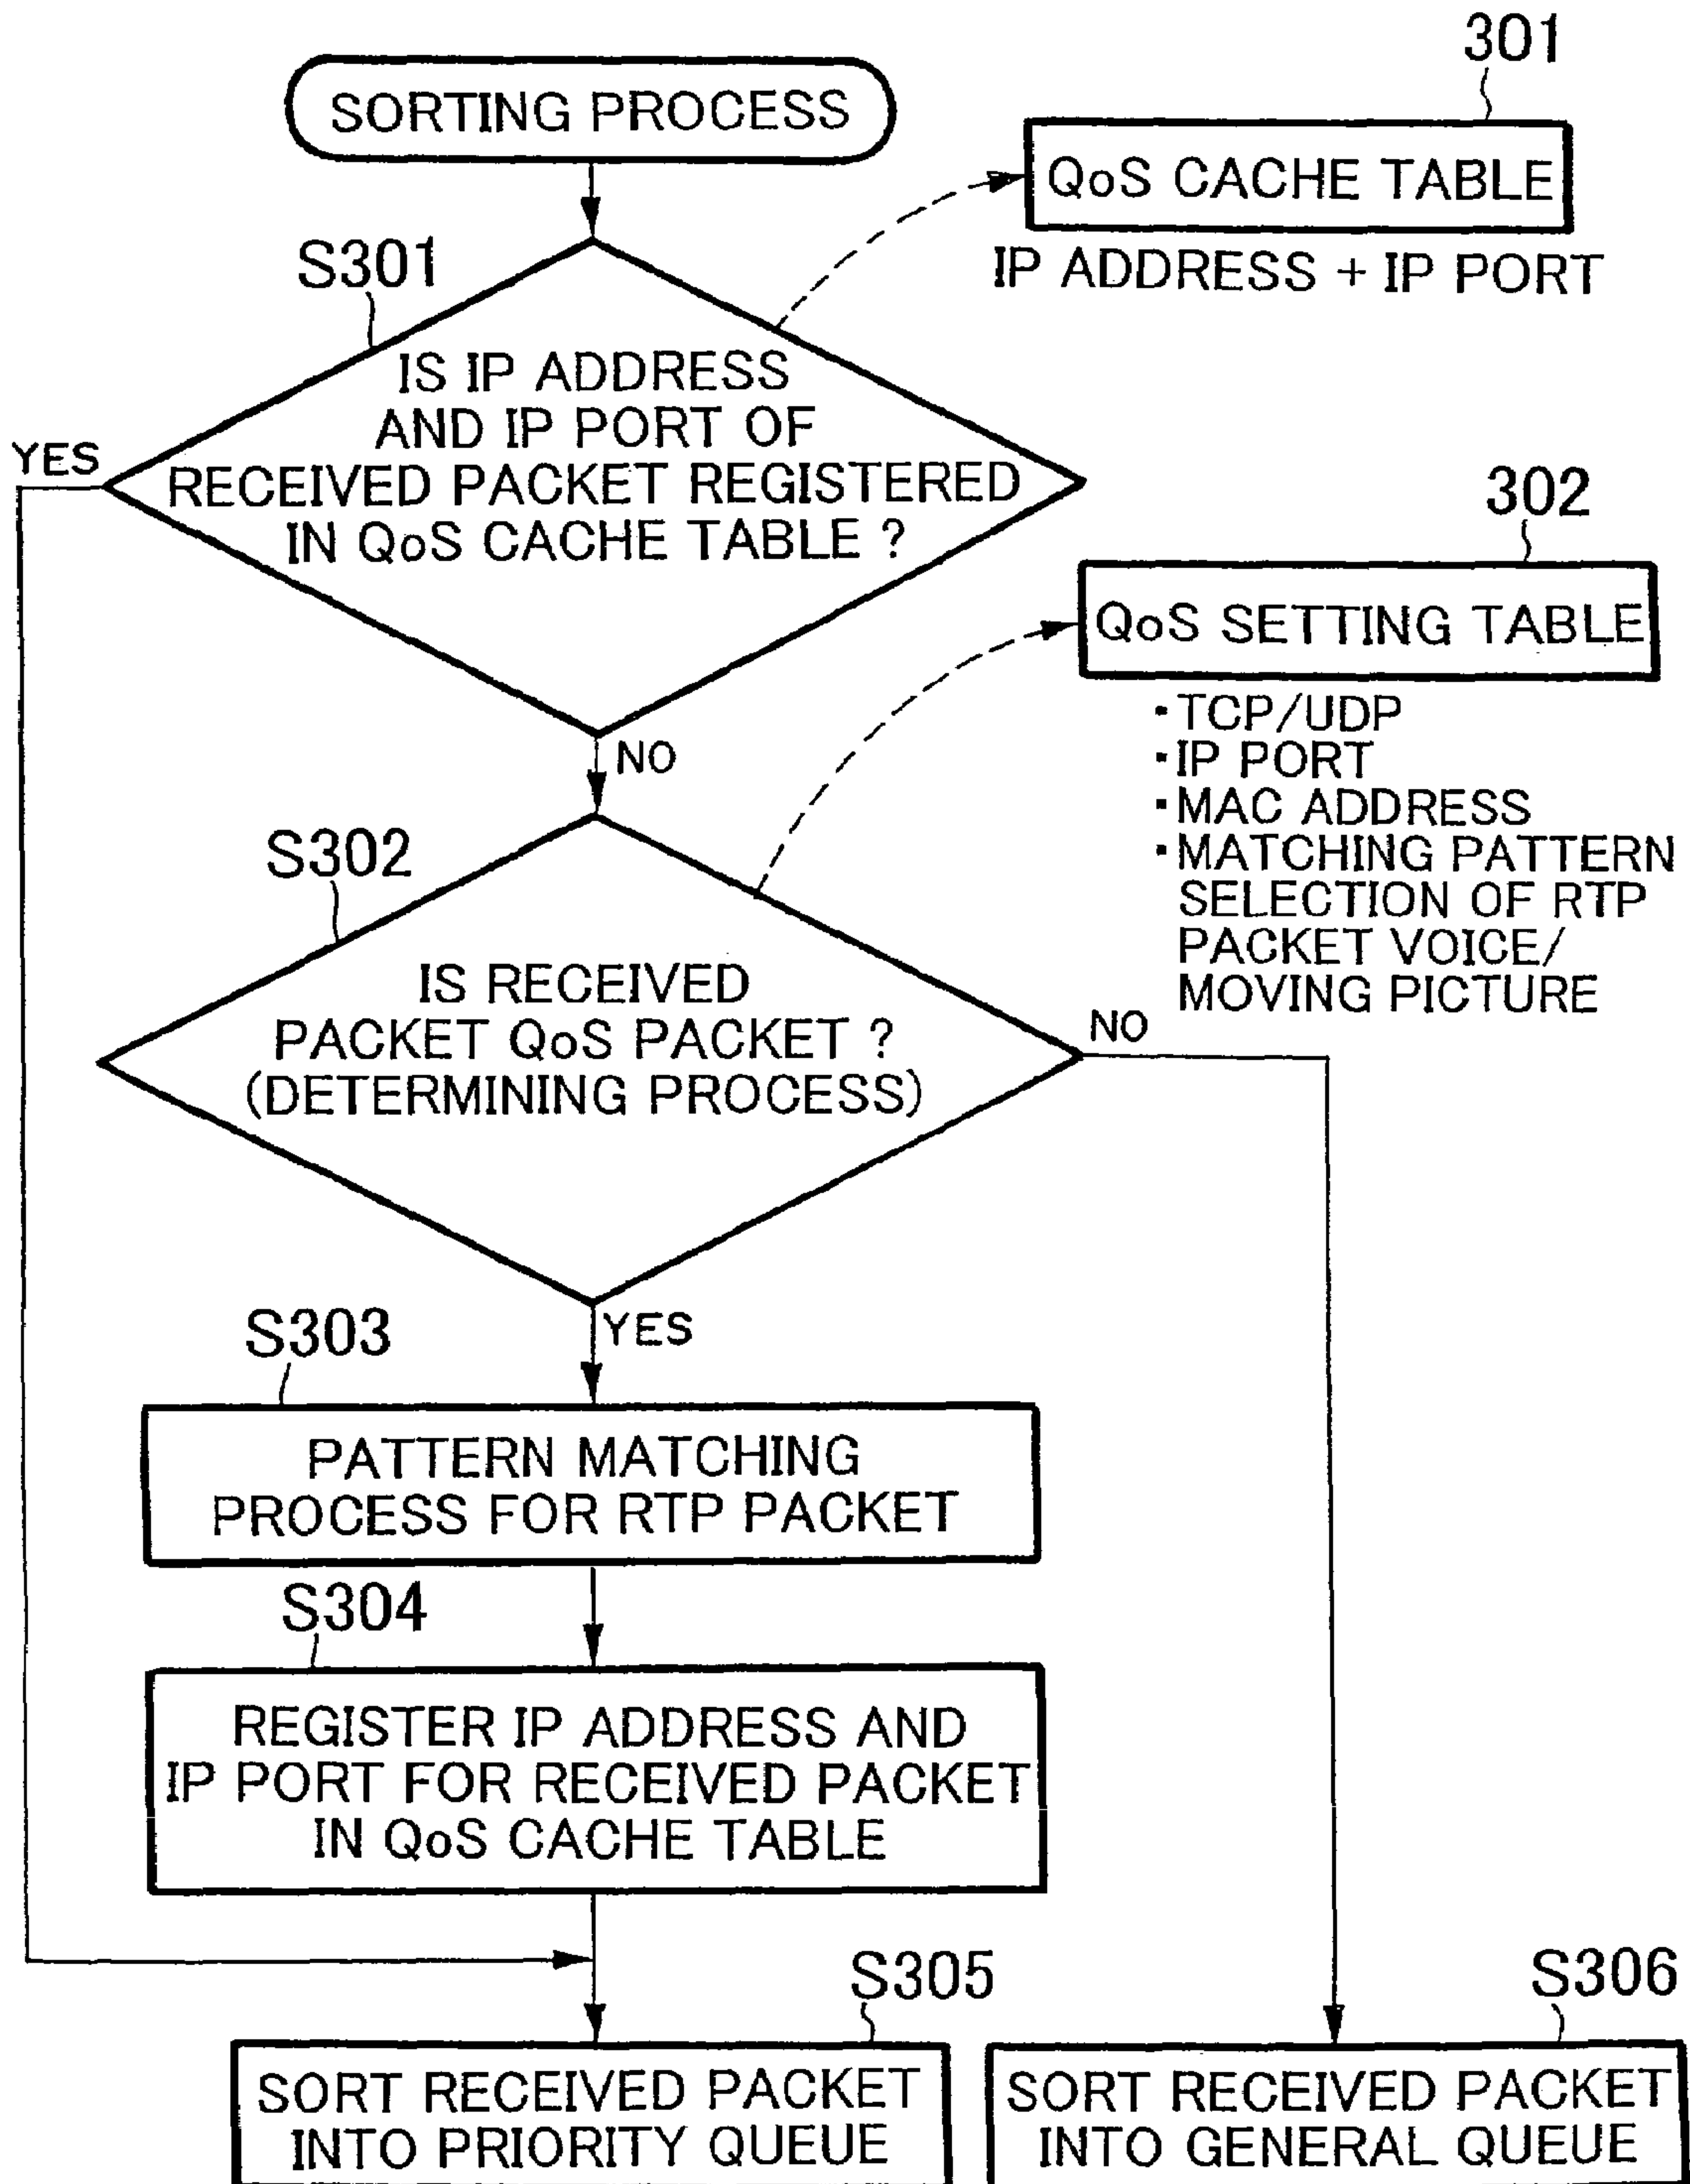 SORTING PROCESS
301
QoS CACHE TABLE
IP ADDRESS + IP PORT
S301
IS IP ADDRESS
AND IP PORT OF
RECEIVED PACKET REGISTERED
IN QoS CACHE TABLE ?
YES
NO
302
QoS SETTING TABLE
・TCP/UDP
・IP PORT
・MAC ADDRESS
・MATCHING PATTERN
SELECTION OF RTP
PACKET VOICE/
MOVING PICTURE
S302
IS RECEIVED
PACKET QoS PACKET ?
(DETERMINING PROCESS)
NO
YES
S303
PATTERN MATCHING
PROCESS FOR RTP PACKET
S304
REGISTER IP ADDRESS AND
IP PORT FOR RECEIVED PACKET
IN QoS CACHE TABLE
S305
SORT RECEIVED PACKET
INTO PRIORITY QUEUE
S306
SORT RECEIVED PACKET
INTO GENERAL QUEUE